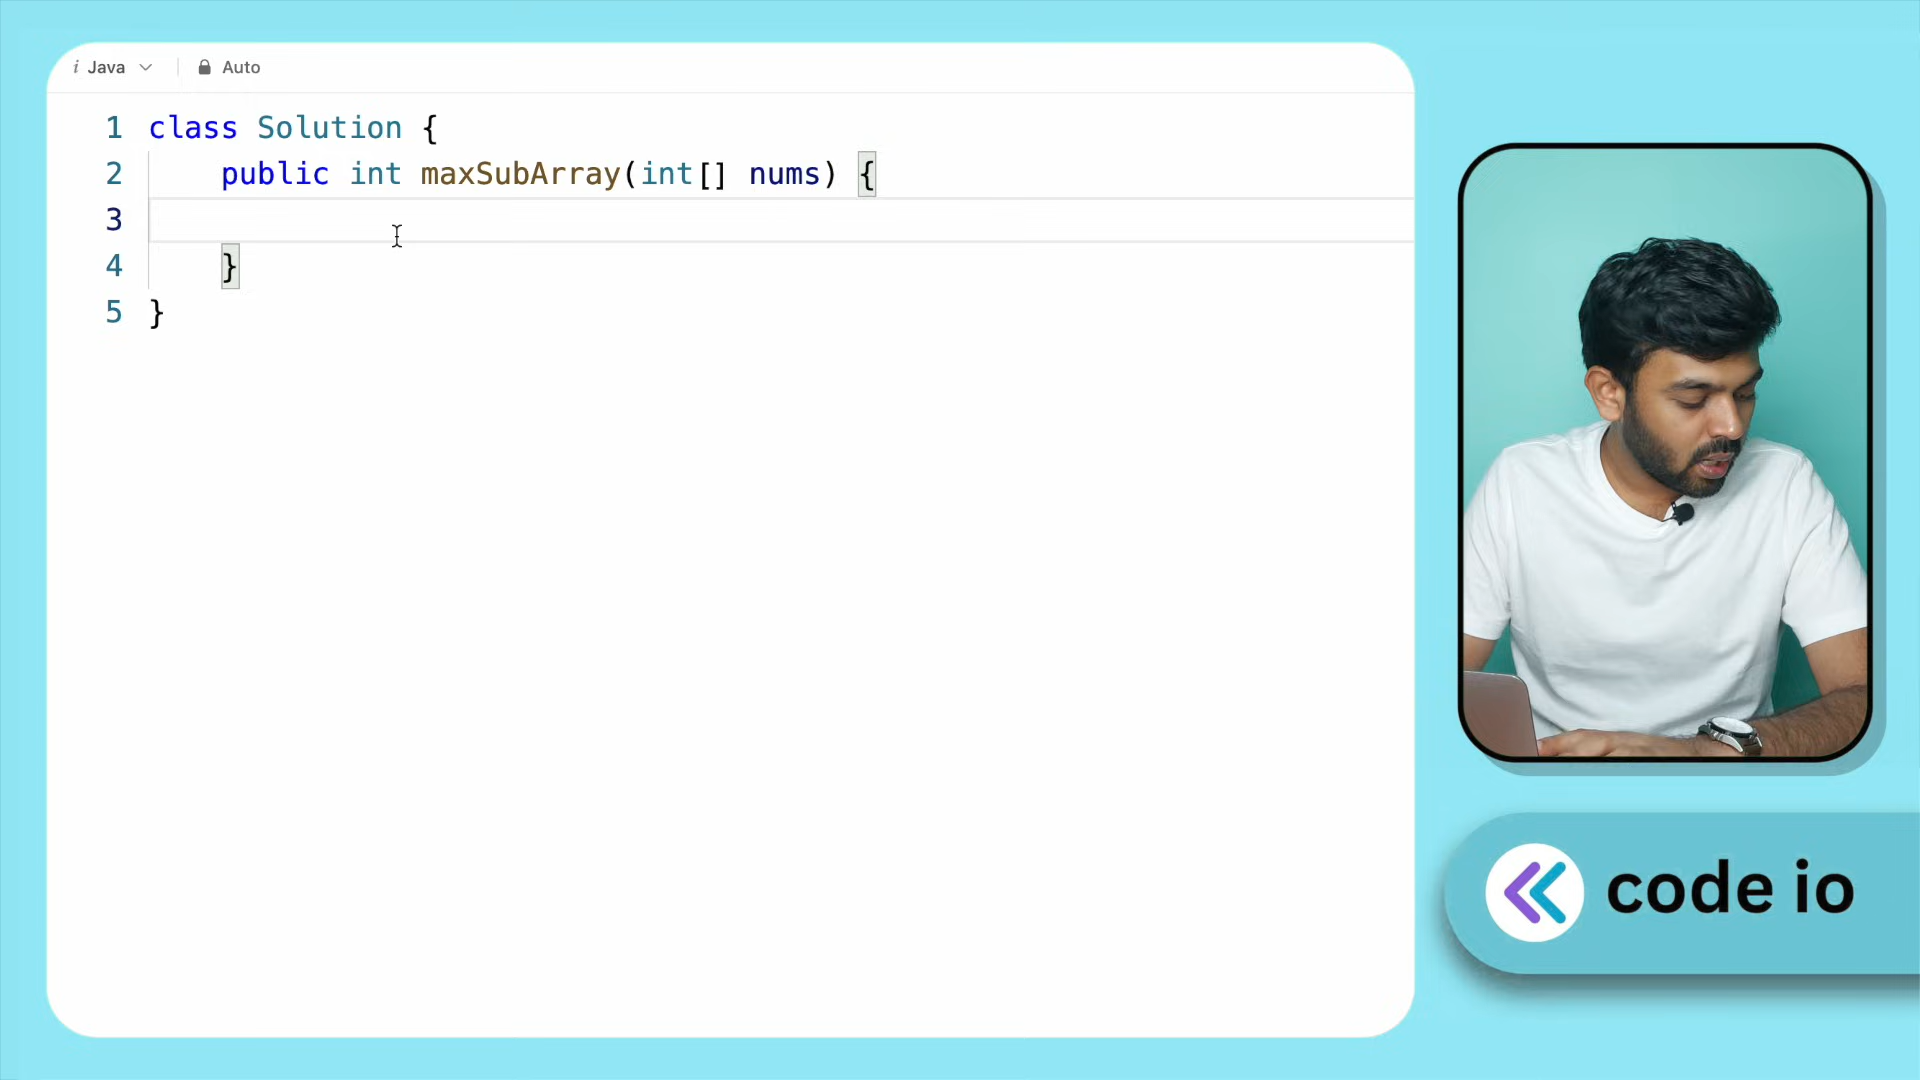 Java Auto
1 class Solution {
2 public int maxSubArray(int[] nums) {
3
4 }
5 }
code io